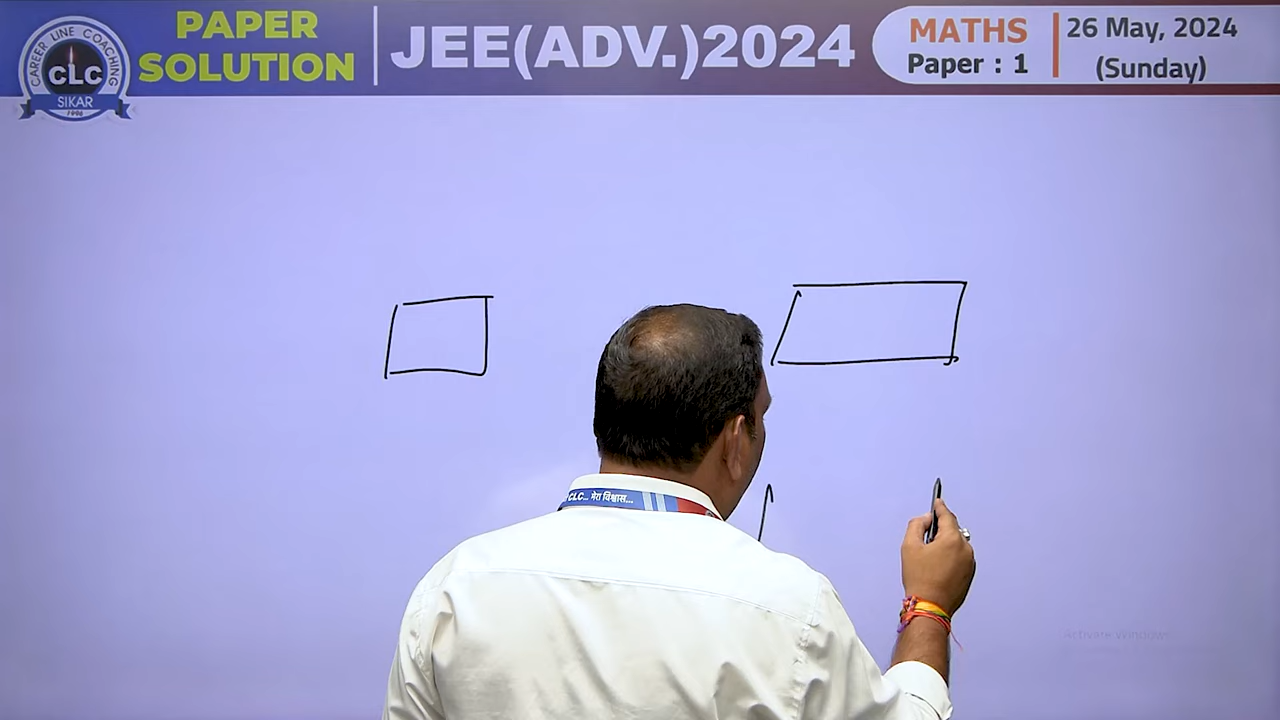 CAREER LINE COACHING
CLC
SIKAR
1996
PAPER
SOLUTION
JEE(ADV.)2024
MATHS
Paper : 1
26 May, 2024
(Sunday)
CLC... मेरा विश्वास...
Activate Windows